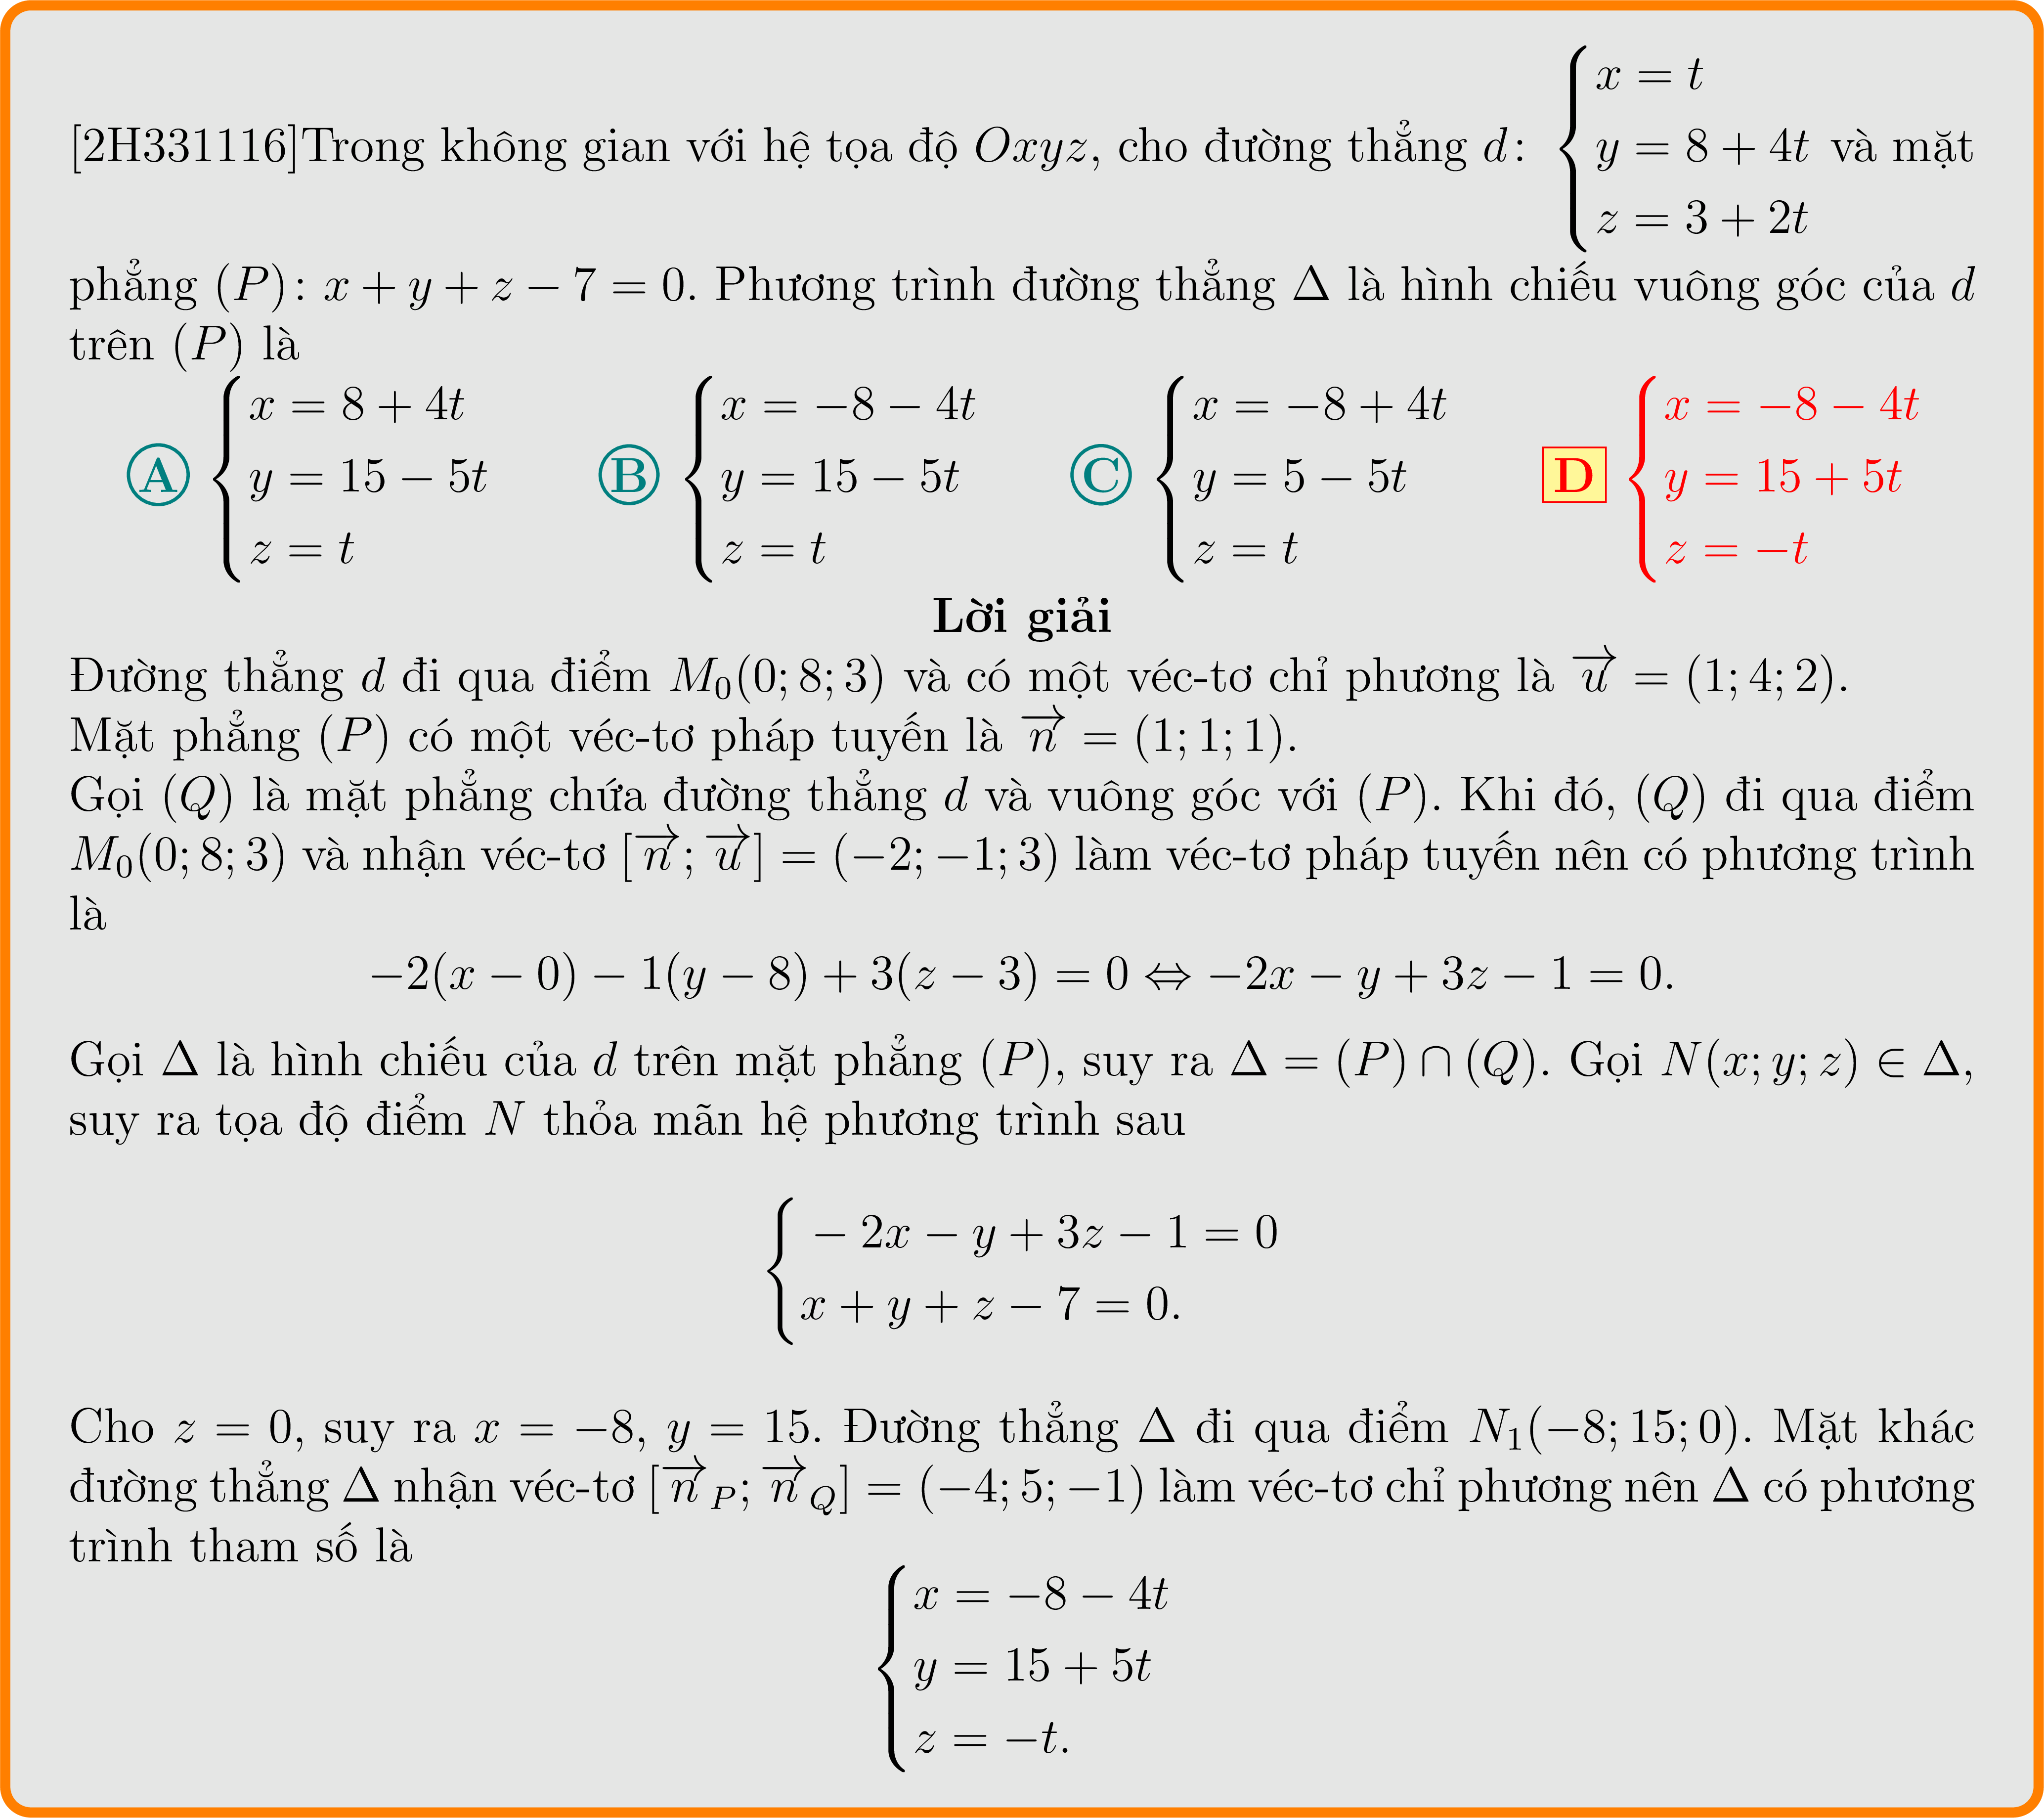 [2H331116]Trong không gian với hệ tọa độ $Oxyz$, cho đường thẳng $d\colon \begin{cases} x = t \\ y = 8 + 4t \\ z = 3 + 2t \end{cases}$ và mặt
phẳng $(P)\colon x + y + z - 7 = 0$. Phương trình đường thẳng $\Delta$ là hình chiếu vuông góc của $d$
trên $(P)$ là
A $\begin{cases} x = 8 + 4t \\ y = 15 - 5t \\ z = t \end{cases}$ B $\begin{cases} x = -8 - 4t \\ y = 15 - 5t \\ z = t \end{cases}$ C $\begin{cases} x = -8 + 4t \\ y = 5 - 5t \\ z = t \end{cases}$ D $\begin{cases} x = -8 - 4t \\ y = 15 + 5t \\ z = -t \end{cases}$
Lời giải
Đường thẳng $d$ đi qua điểm $M_0(0; 8; 3)$ và có một véc-tơ chỉ phương là $\overrightarrow{u} = (1; 4; 2)$.
Mặt phẳng $(P)$ có một véc-tơ pháp tuyến là $\overrightarrow{n} = (1; 1; 1)$.
Gọi $(Q)$ là mặt phẳng chứa đường thẳng $d$ và vuông góc với $(P)$. Khi đó, $(Q)$ đi qua điểm
$M_0(0; 8; 3)$ và nhận véc-tơ $[\overrightarrow{n}; \overrightarrow{u}] = (-2; -1; 3)$ làm véc-tơ pháp tuyến nên có phương trình
là
$-2(x - 0) - 1(y - 8) + 3(z - 3) = 0 \Leftrightarrow -2x - y + 3z - 1 = 0.$
Gọi $\Delta$ là hình chiếu của $d$ trên mặt phẳng $(P)$, suy ra $\Delta = (P) \cap (Q)$. Gọi $N(x; y; z) \in \Delta$,
suy ra tọa độ điểm $N$ thỏa mãn hệ phương trình sau
$\begin{cases} -2x - y + 3z - 1 = 0 \\ x + y + z - 7 = 0. \end{cases}$
Cho $z = 0$, suy ra $x = -8$, $y = 15$. Đường thẳng $\Delta$ đi qua điểm $N_1(-8; 15; 0)$. Mặt khác
đường thẳng $\Delta$ nhận véc-tơ $[\overrightarrow{n}_P; \overrightarrow{n}_Q] = (-4; 5; -1)$ làm véc-tơ chỉ phương nên $\Delta$ có phương
trình tham số là
$\begin{cases} x = -8 - 4t \\ y = 15 + 5t \\ z = -t. \end{cases}$